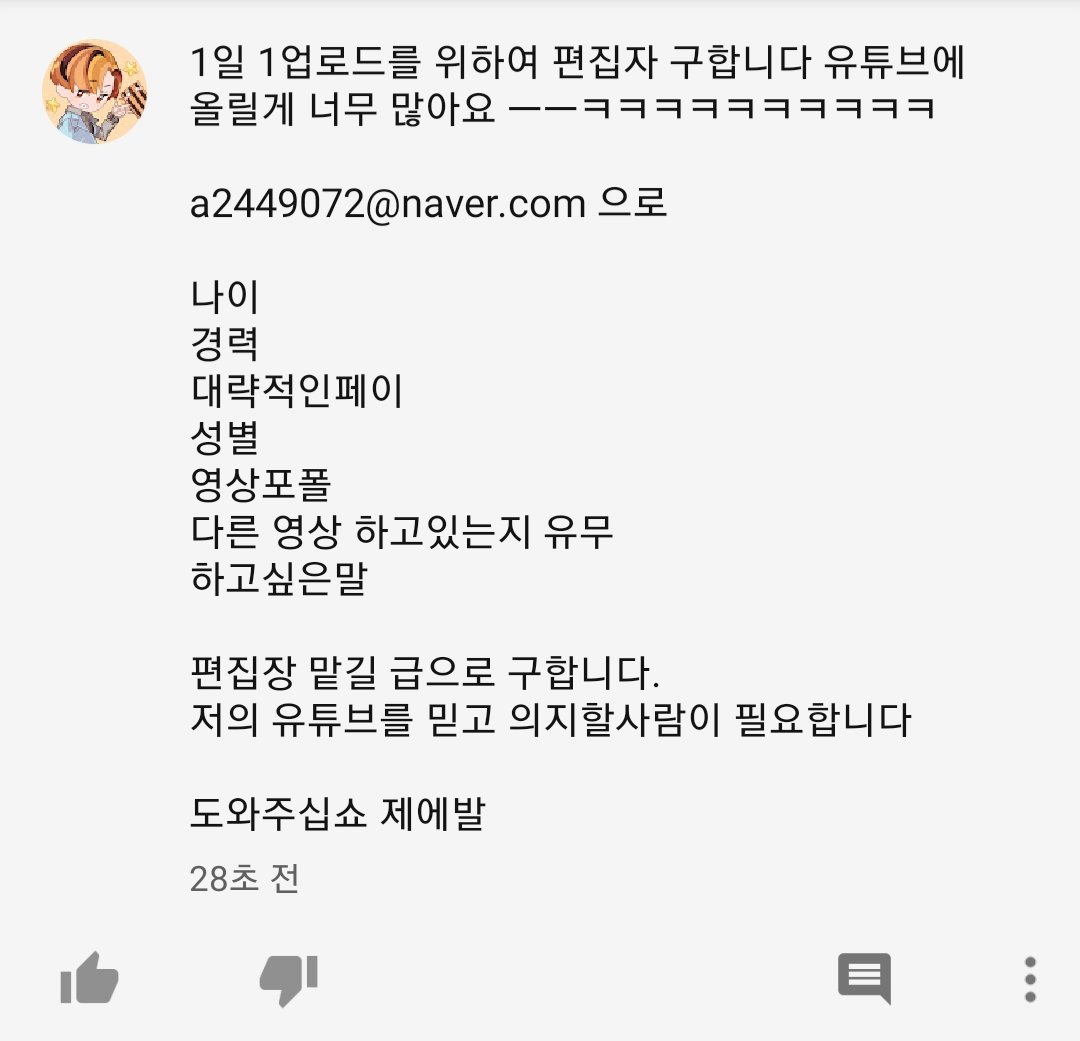 1일 1업로드를 위하여 편집자 구합니다 유튜브에
올릴게 너무 많아요 ㅡㅡㅋㅋㅋㅋㅋㅋㅋㅋㅋㅋ
a2449072@naver.com 으로
나이
경력
대략적인페이
성별
영상포폴
다른 영상 하고있는지 유무
하고싶은말
편집장 맡길 급으로 구합니다.
저의 유튜브를 믿고 의지할사람이 필요합니다
도와주십쇼 제에발
28초 전